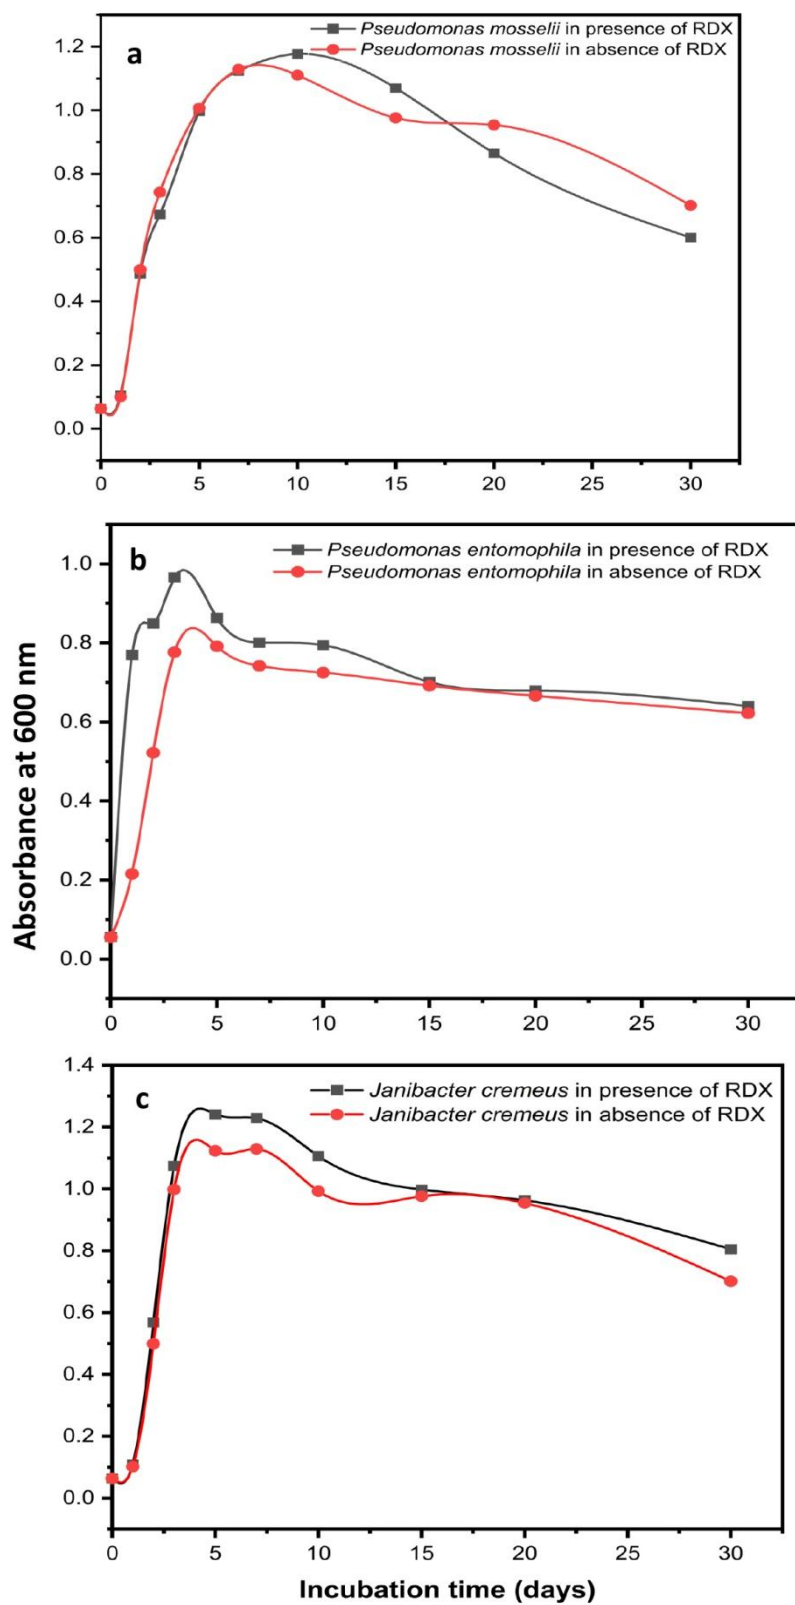 a
Pseudomonas mosselii in presence of RDX
Pseudomonas mosselii in absence of RDX
1.2
1.0
0.8
0.6
0.4
0.2
0.0
0 5 10 15 20 25 30
b
Pseudomonas entomophila in presence of RDX
Pseudomonas entomophila in absence of RDX
1.0
0.8
0.6
0.4
0.2
0.0
0 5 10 15 20 25 30
Absorbance at 600 nm
c
Janibacter cremeus in presence of RDX
Janibacter cremeus in absence of RDX
1.4
1.2
1.0
0.8
0.6
0.4
0.2
0.0
0 5 10 15 20 25 30
Incubation time (days)